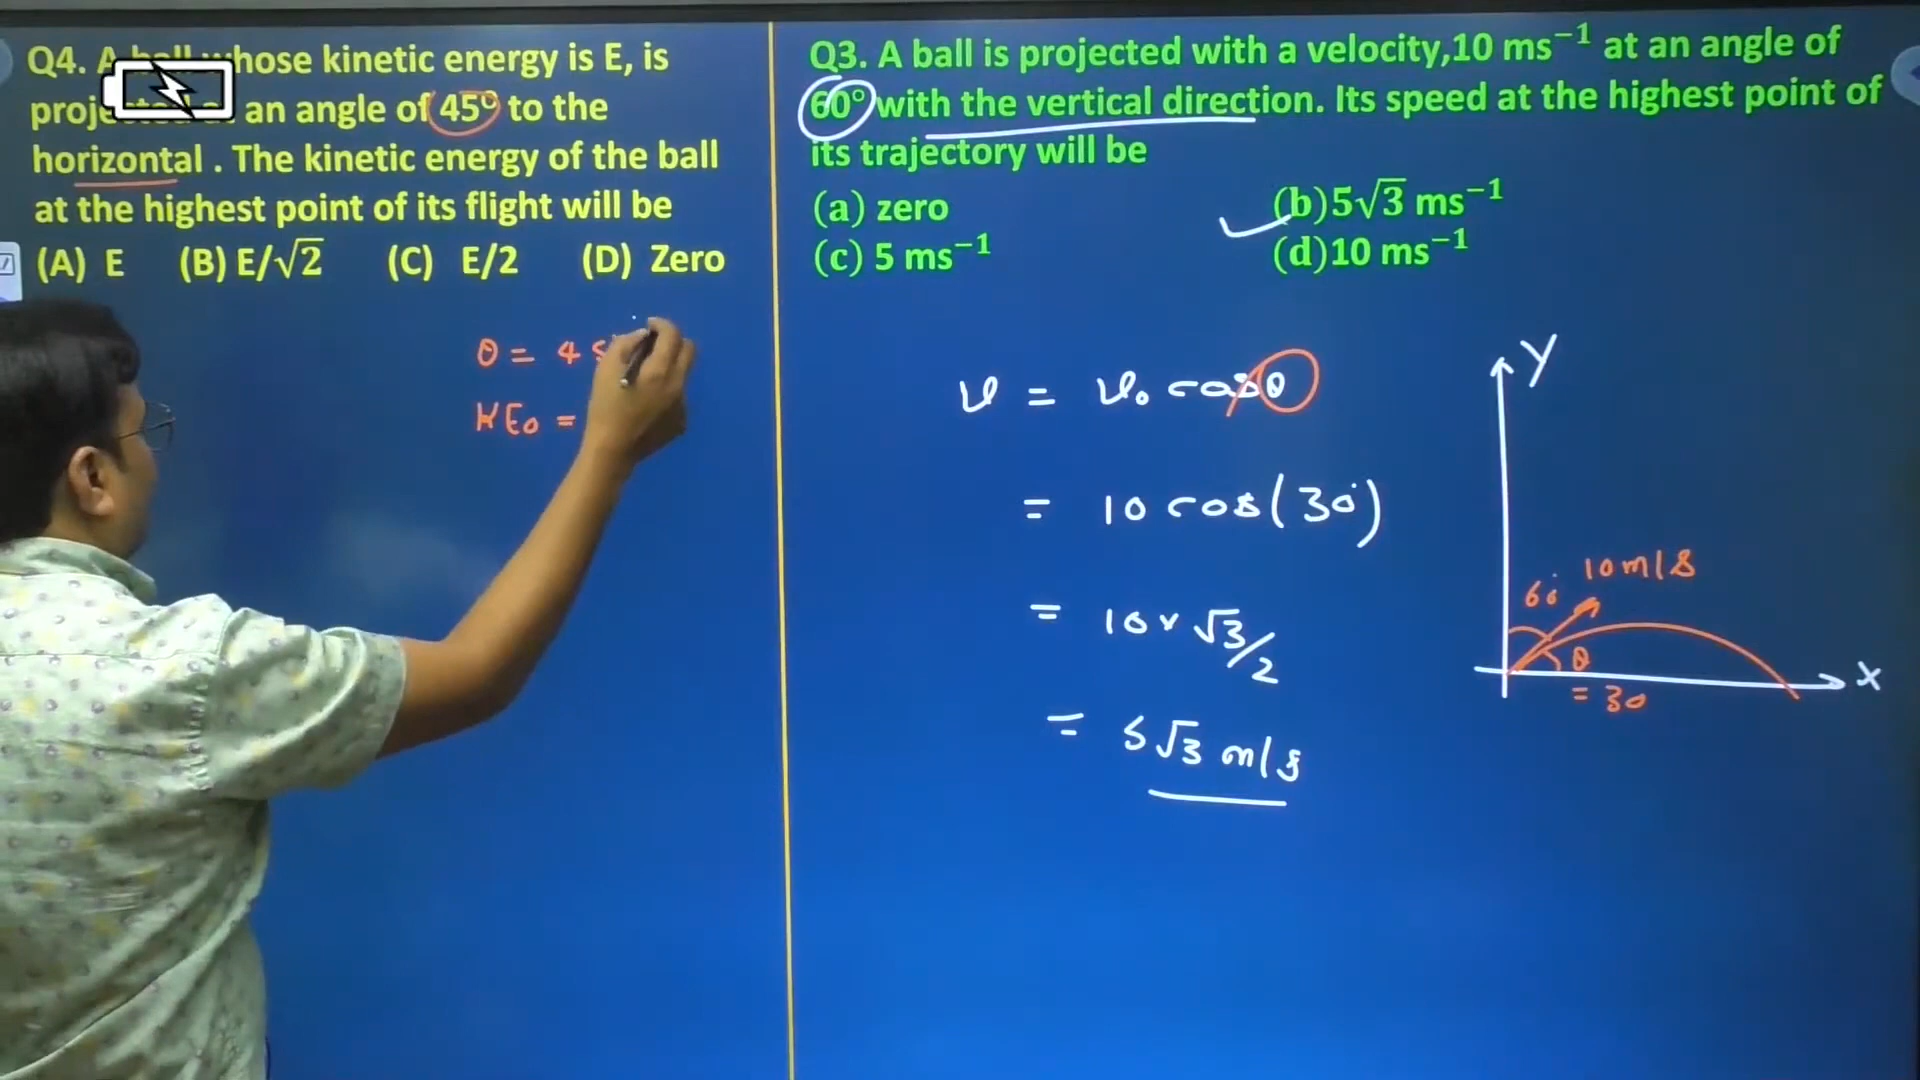 Q4. A ball whose kinetic energy is E, is
projected at an angle of 45° to the
horizontal . The kinetic energy of the ball
at the highest point of its flight will be
(A) E (B) E/√2 (C) E/2 (D) Zero
θ = 45
KE₀ =
Q3. A ball is projected with a velocity,10 ms⁻¹ at an angle of
60° with the vertical direction. Its speed at the highest point of
its trajectory will be
(a) zero (b)5√3 ms⁻¹
(c) 5 ms⁻¹ (d)10 ms⁻¹
v = v₀ cosθ
= 10 cos(30°)
= 10 × √3/2
= 5√3 m/s
Y
60° 10m/s
θ
= 30
X